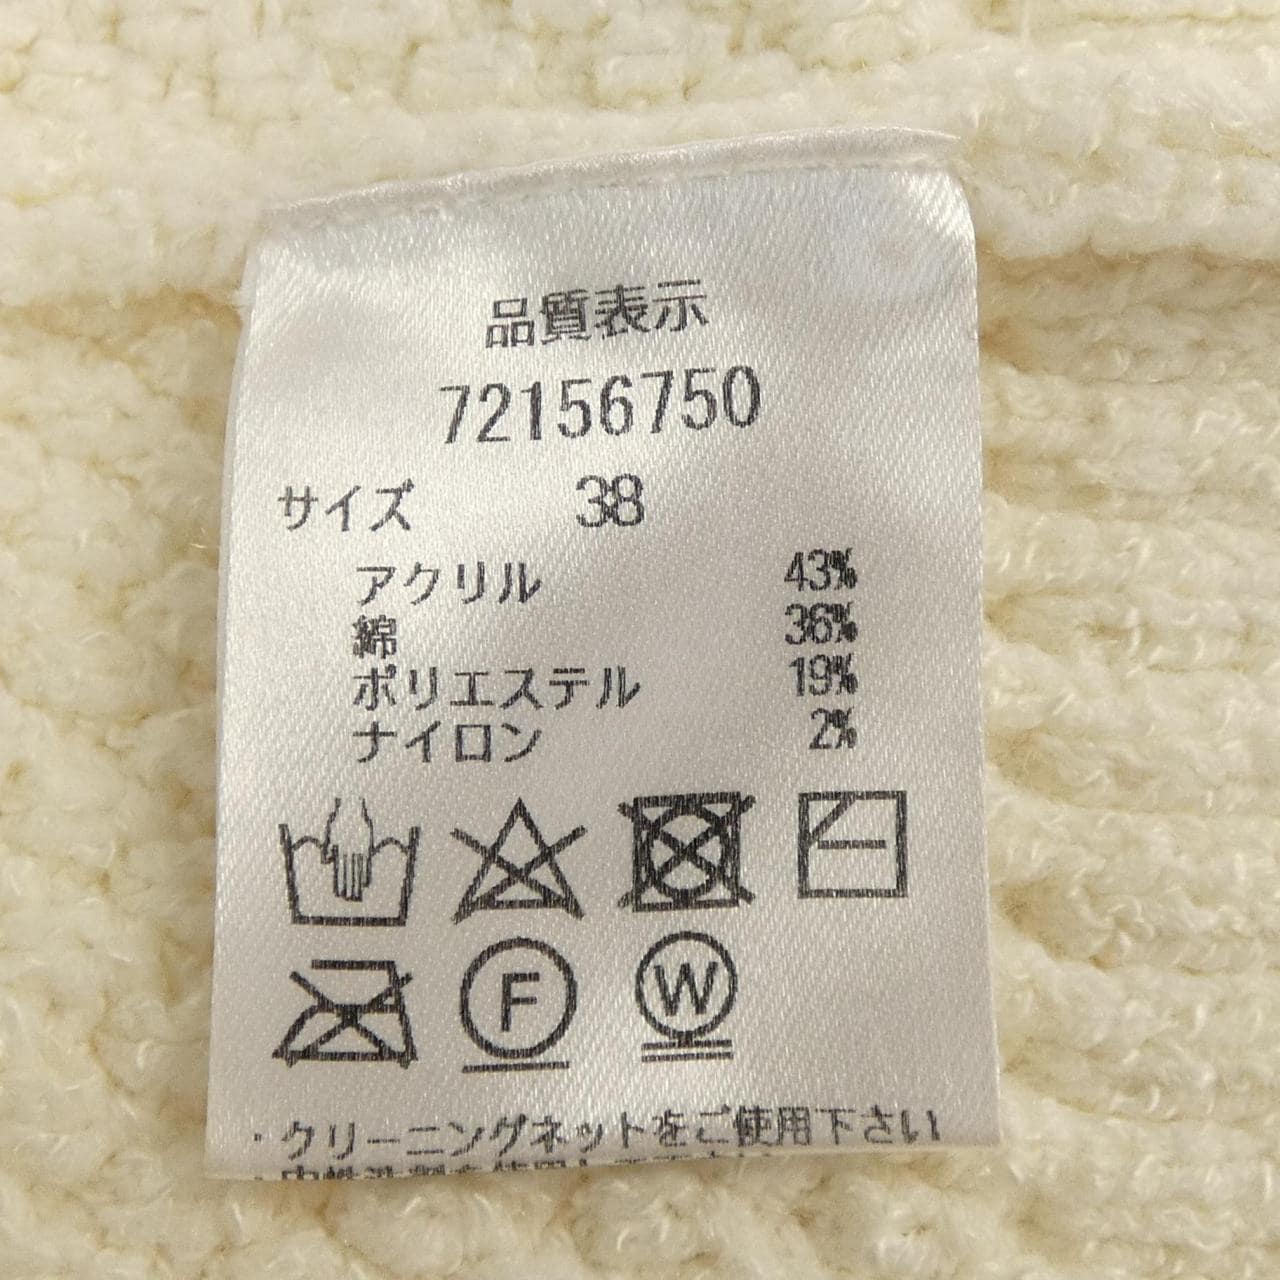 品質表示
72156750
サイズ 38
アクリル 43%
綿 36%
ポリエステル 19%
ナイロン 2%
F W
・クリーニングネットをご使用下さい